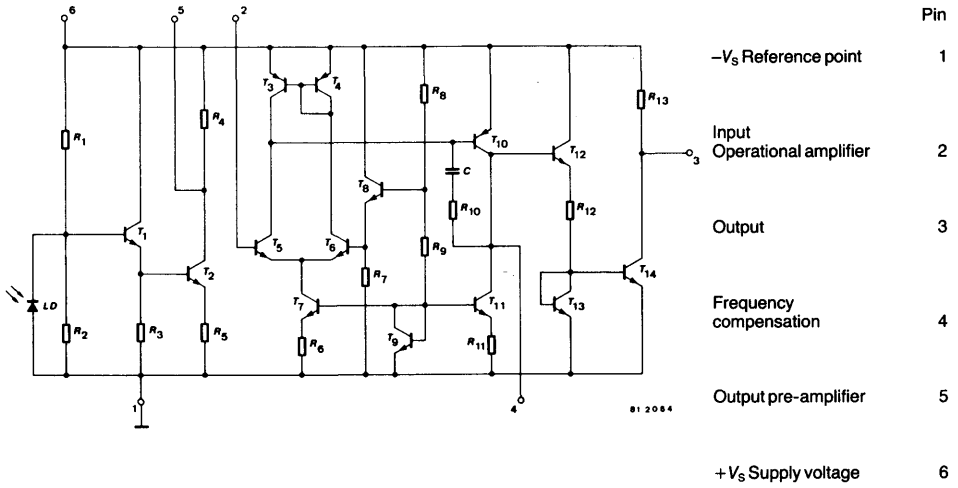 6
5
2
Pin
−VS Reference point 1
T3
T4
R8
R13
R4
R1
Input
Operational amplifier 2
T10
T12
3
C
T8
R10
R12
R9
Output 3
T1
T5
T6
T2
R7
T14
LD
T7
T11
T13
Frequency
compensation 4
R2
R3
R5
R6
T9
R11
1
4
81 2064
Output pre-amplifier 5
+VS Supply voltage 6